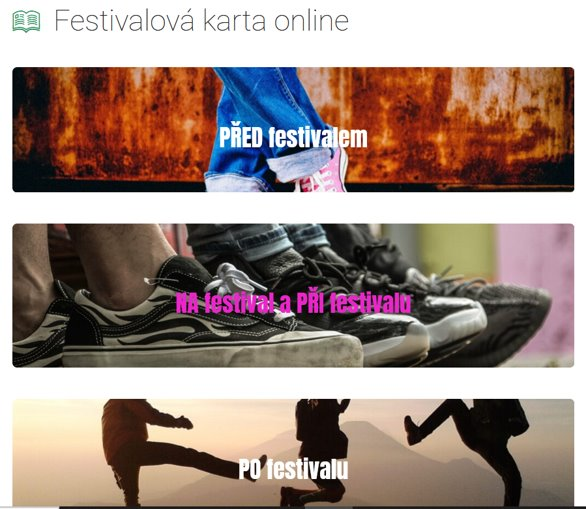 Festivalová karta online
PŘED festivalem
NA festival a PŘI festivalu
PO festivalu